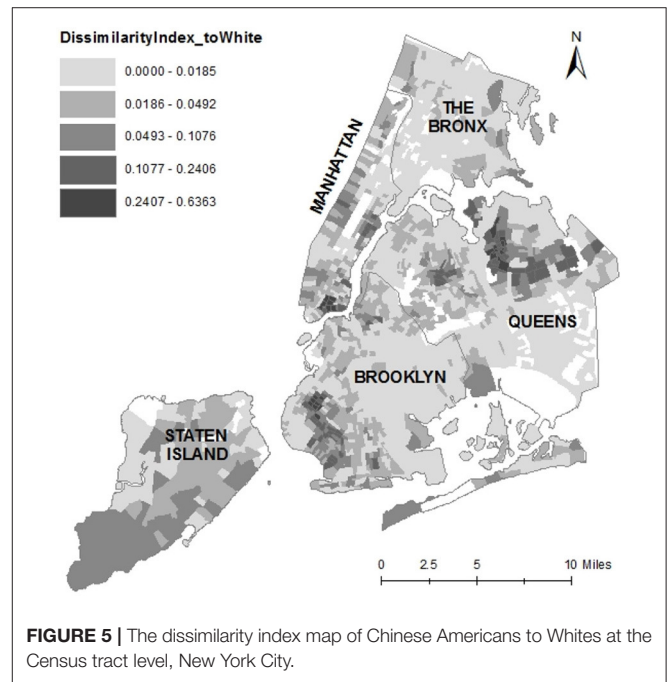 DissimilarityIndex_toWhite
0.0000 - 0.0185
0.0186 - 0.0492
0.0493 - 0.1076
0.1077 - 0.2406
0.2407 - 0.6363
N
THE
BRONX
MANHATTAN
QUEENS
BROOKLYN
STATEN
ISLAND
0 2.5 5 10 Miles
FIGURE 5 | The dissimilarity index map of Chinese Americans to Whites at the
Census tract level, New York City.